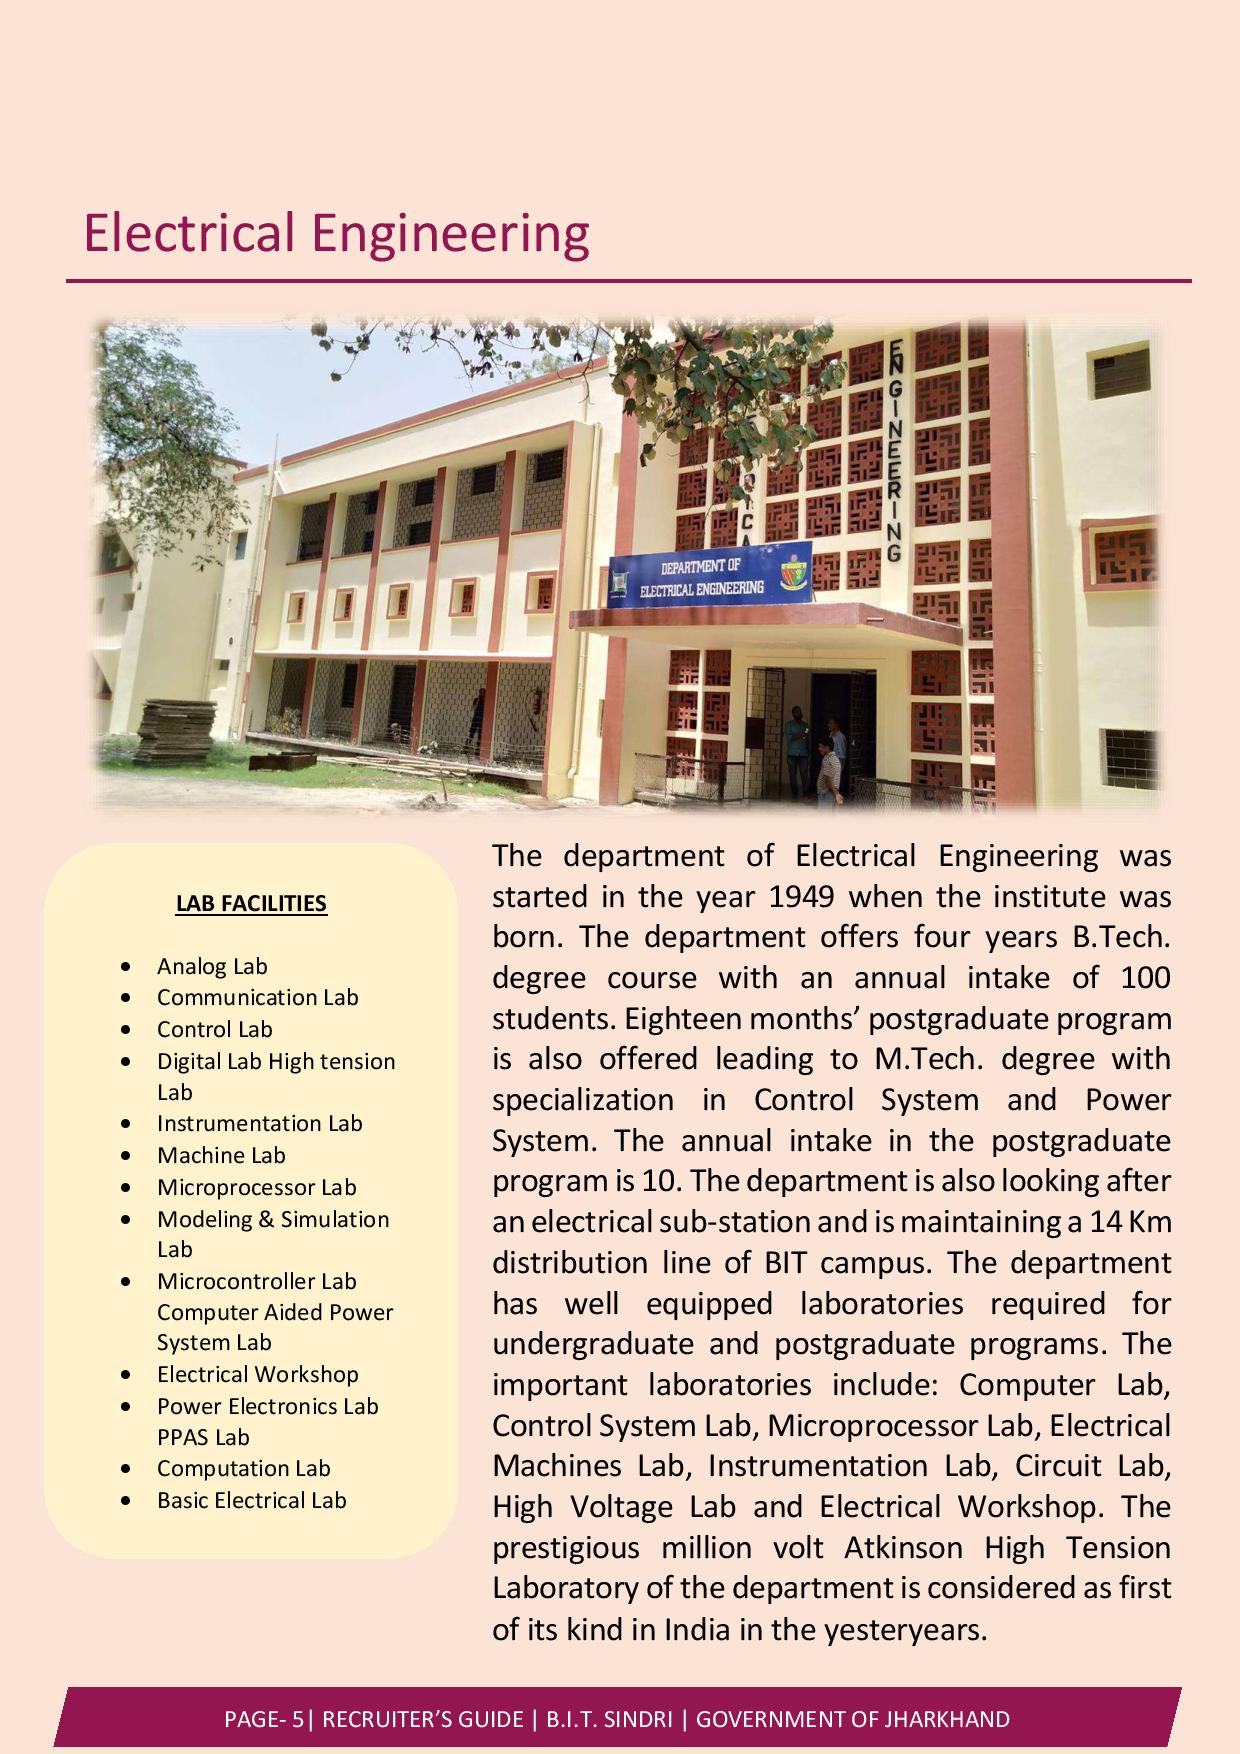 Electrical Engineering
ENGINEERING
CA
DEPARTMENT OF
ELECTRICAL ENGINEERING
LAB FACILITIES
• Analog Lab
• Communication Lab
• Control Lab
• Digital Lab High tension
Lab
• Instrumentation Lab
• Machine Lab
• Microprocessor Lab
• Modeling & Simulation
Lab
• Microcontroller Lab
Computer Aided Power
System Lab
• Electrical Workshop
• Power Electronics Lab
PPAS Lab
• Computation Lab
• Basic Electrical Lab
The department of Electrical Engineering was
started in the year 1949 when the institute was
born. The department offers four years B.Tech.
degree course with an annual intake of 100
students. Eighteen months’ postgraduate program
is also offered leading to M.Tech. degree with
specialization in Control System and Power
System. The annual intake in the postgraduate
program is 10. The department is also looking after
an electrical sub-station and is maintaining a 14 Km
distribution line of BIT campus. The department
has well equipped laboratories required for
undergraduate and postgraduate programs. The
important laboratories include: Computer Lab,
Control System Lab, Microprocessor Lab, Electrical
Machines Lab, Instrumentation Lab, Circuit Lab,
High Voltage Lab and Electrical Workshop. The
prestigious million volt Atkinson High Tension
Laboratory of the department is considered as first
of its kind in India in the yesteryears.
PAGE- 5| RECRUITER’S GUIDE | B.I.T. SINDRI | GOVERNMENT OF JHARKHAND